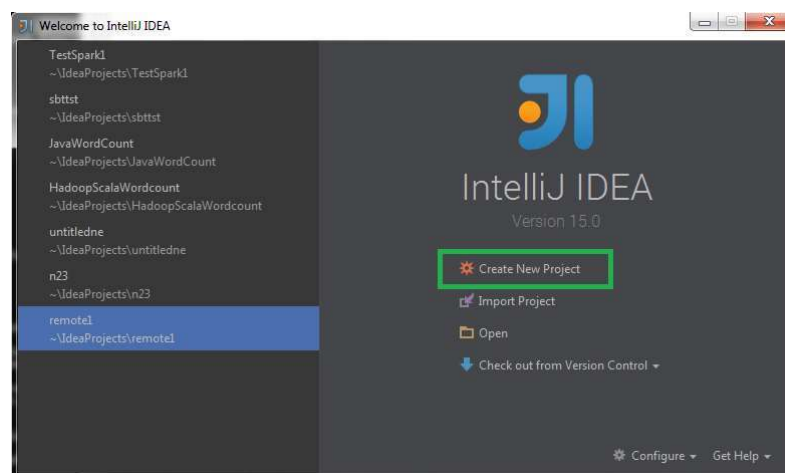 Welcome to IntelliJ IDEA
TestSpark1
~\IdeaProjects\TestSpark1
sbttst
~\IdeaProjects\sbttst
JavaWordCount
~\IdeaProjects\JavaWordCount
HadoopScalaWordcount
~\IdeaProjects\HadoopScalaWordcount
untitledne
~\IdeaProjects\untitledne
n23
~\IdeaProjects\n23
remote1
~\IdeaProjects\remote1
IntelliJ IDEA
Version 15.0
Create New Project
Import Project
Open
Check out from Version Control
Configure
Get Help